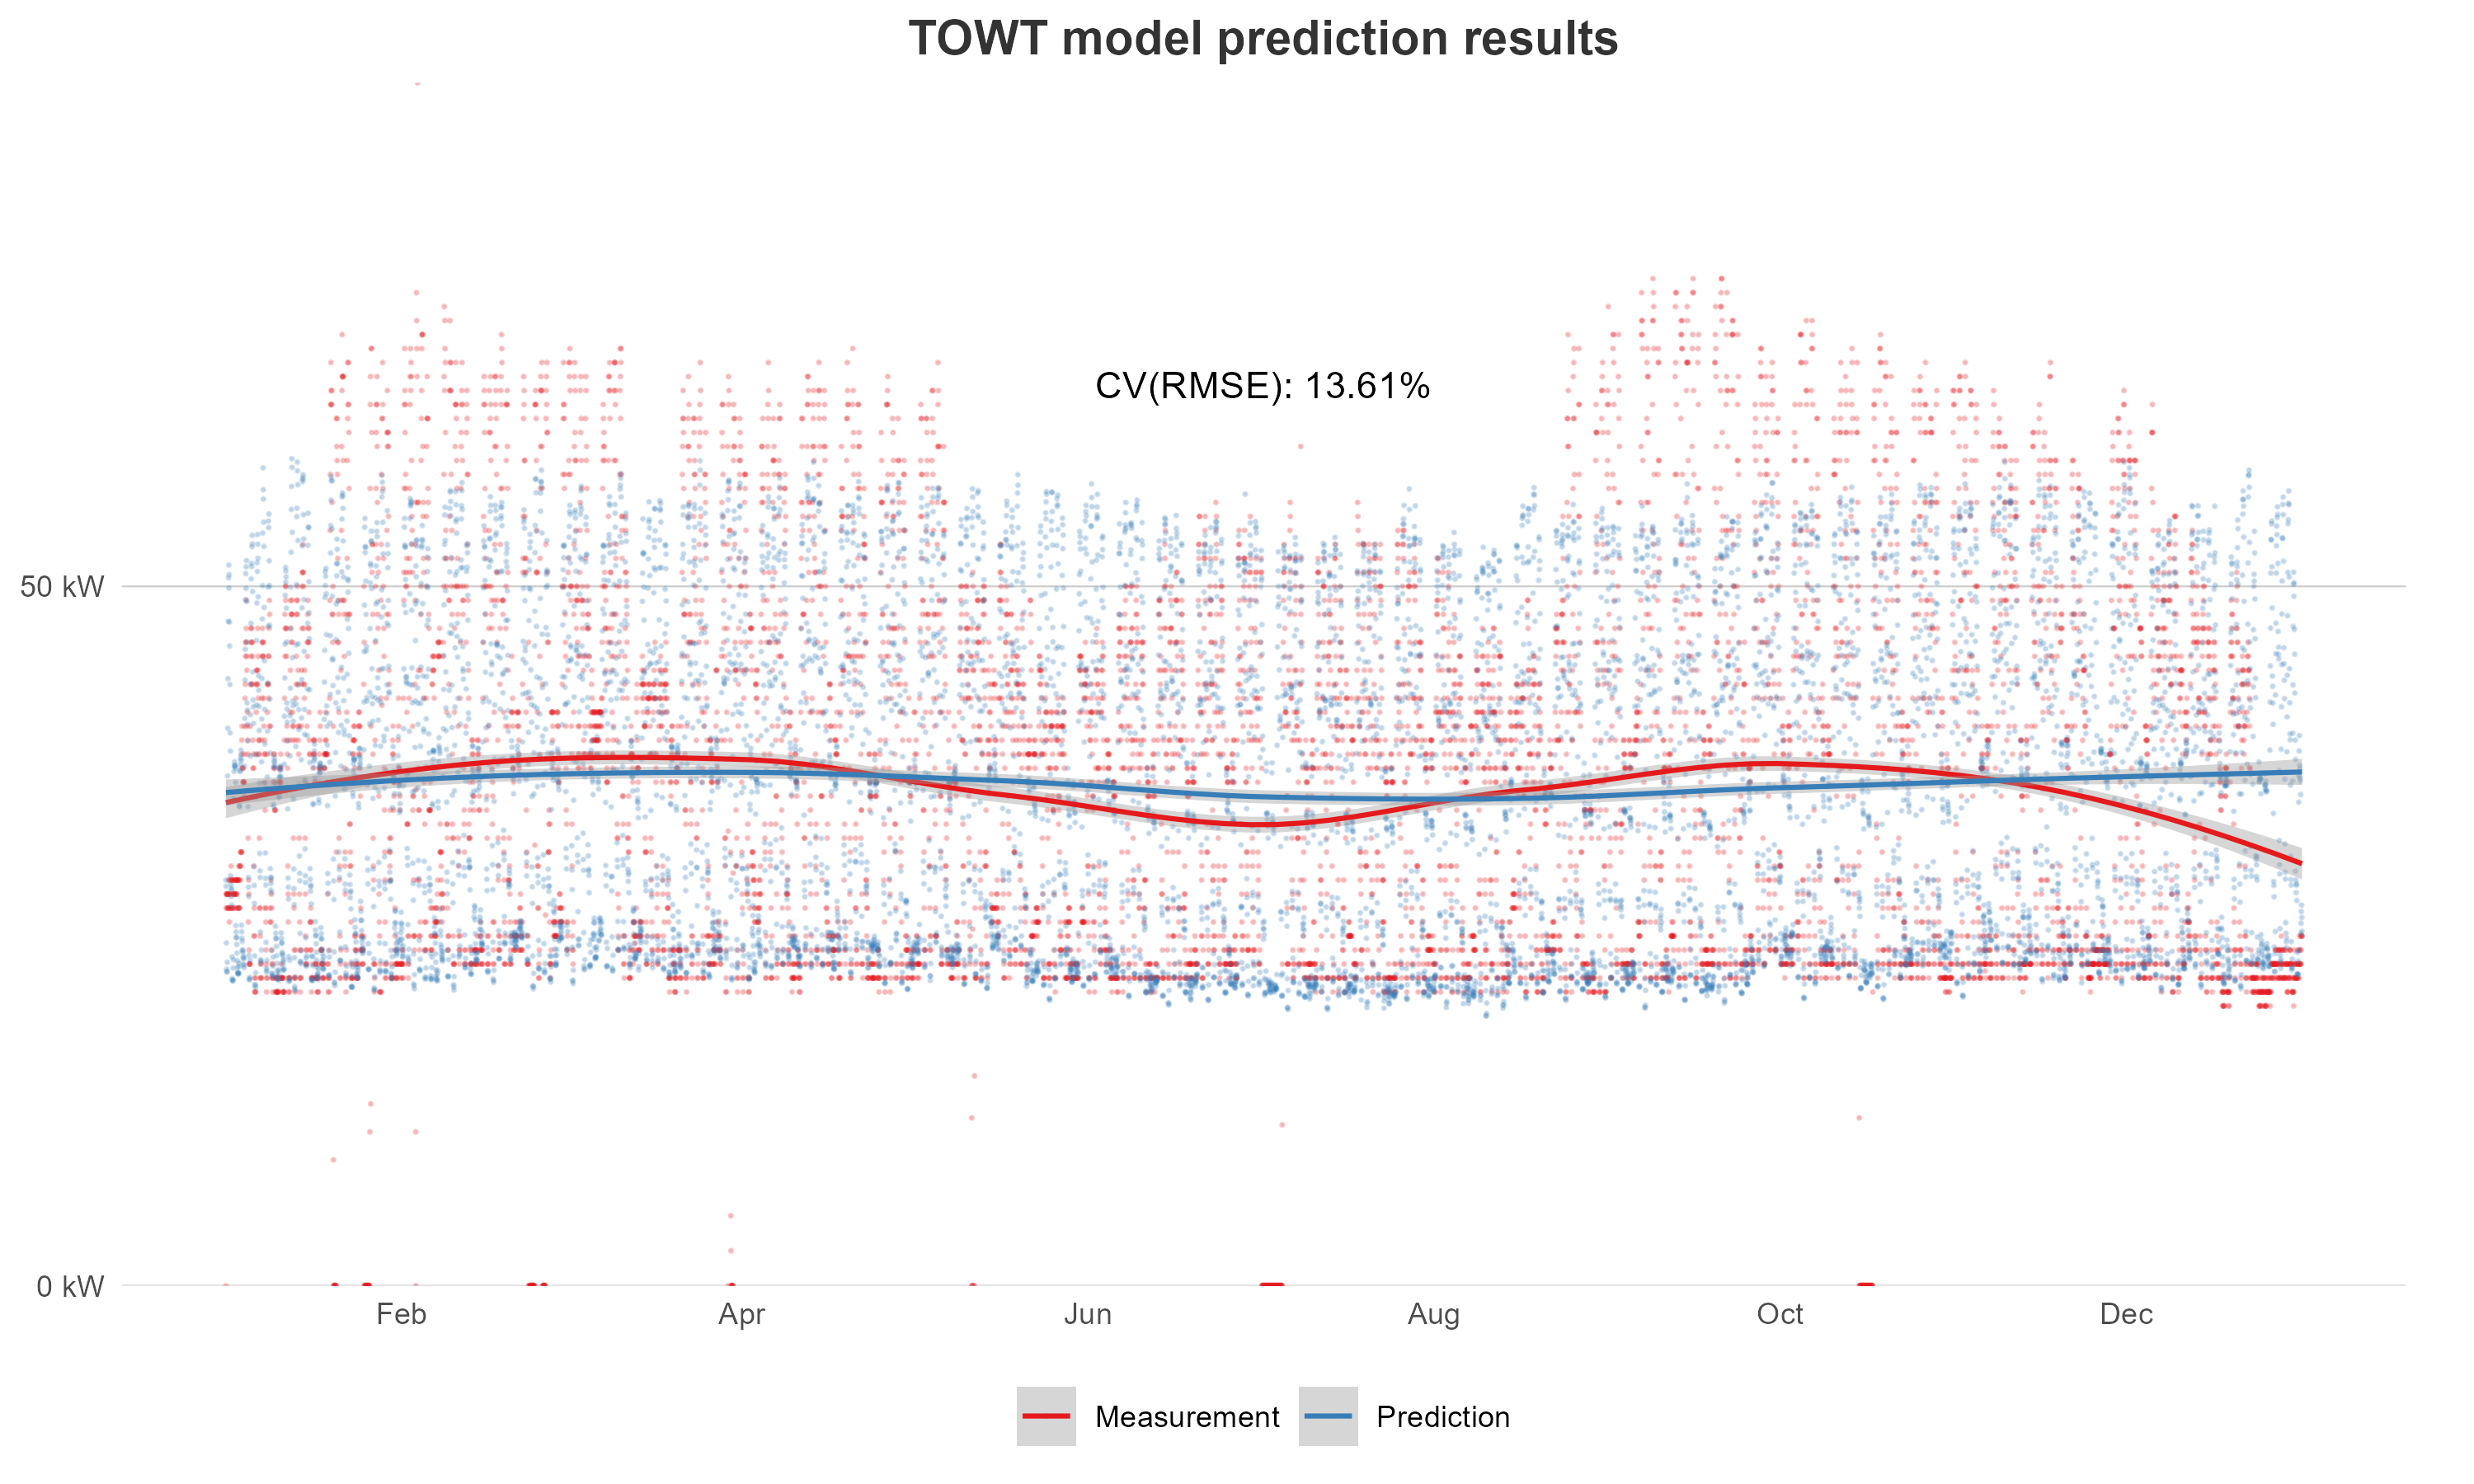 TOWT model prediction results
CV(RMSE): 13.61%
50 kW
0 kW
Feb Apr Jun Aug Oct Dec
Measurement Prediction